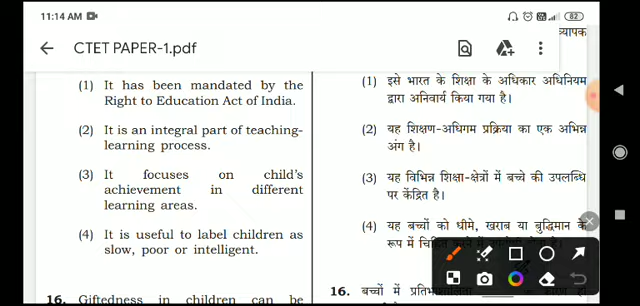 11:14 AM
82
CTET PAPER-1.pdf
(1) It has been mandated by the
Right to Education Act of India.
(2) It is an integral part of teaching-
learning process.
(3) It focuses on child's
achievement in different
learning areas.
(4) It is useful to label children as
slow, poor or intelligent.
16. Giftedness in children can be
व्यापक
(1) इसे भारत के शिक्षा के अधिकार अधिनियम
द्वारा अनिवार्य किया गया है।
(2) यह शिक्षण-अधिगम प्रक्रिया का एक अभिन्न
अंग है।
(3) यह विभिन्न शिक्षा-क्षेत्रों में बच्चे की उपलब्धि
पर केंद्रित है।
(4) यह बच्चों को धीमे, खराब या बुद्धिमान के
रूप में
16. बच्चों में